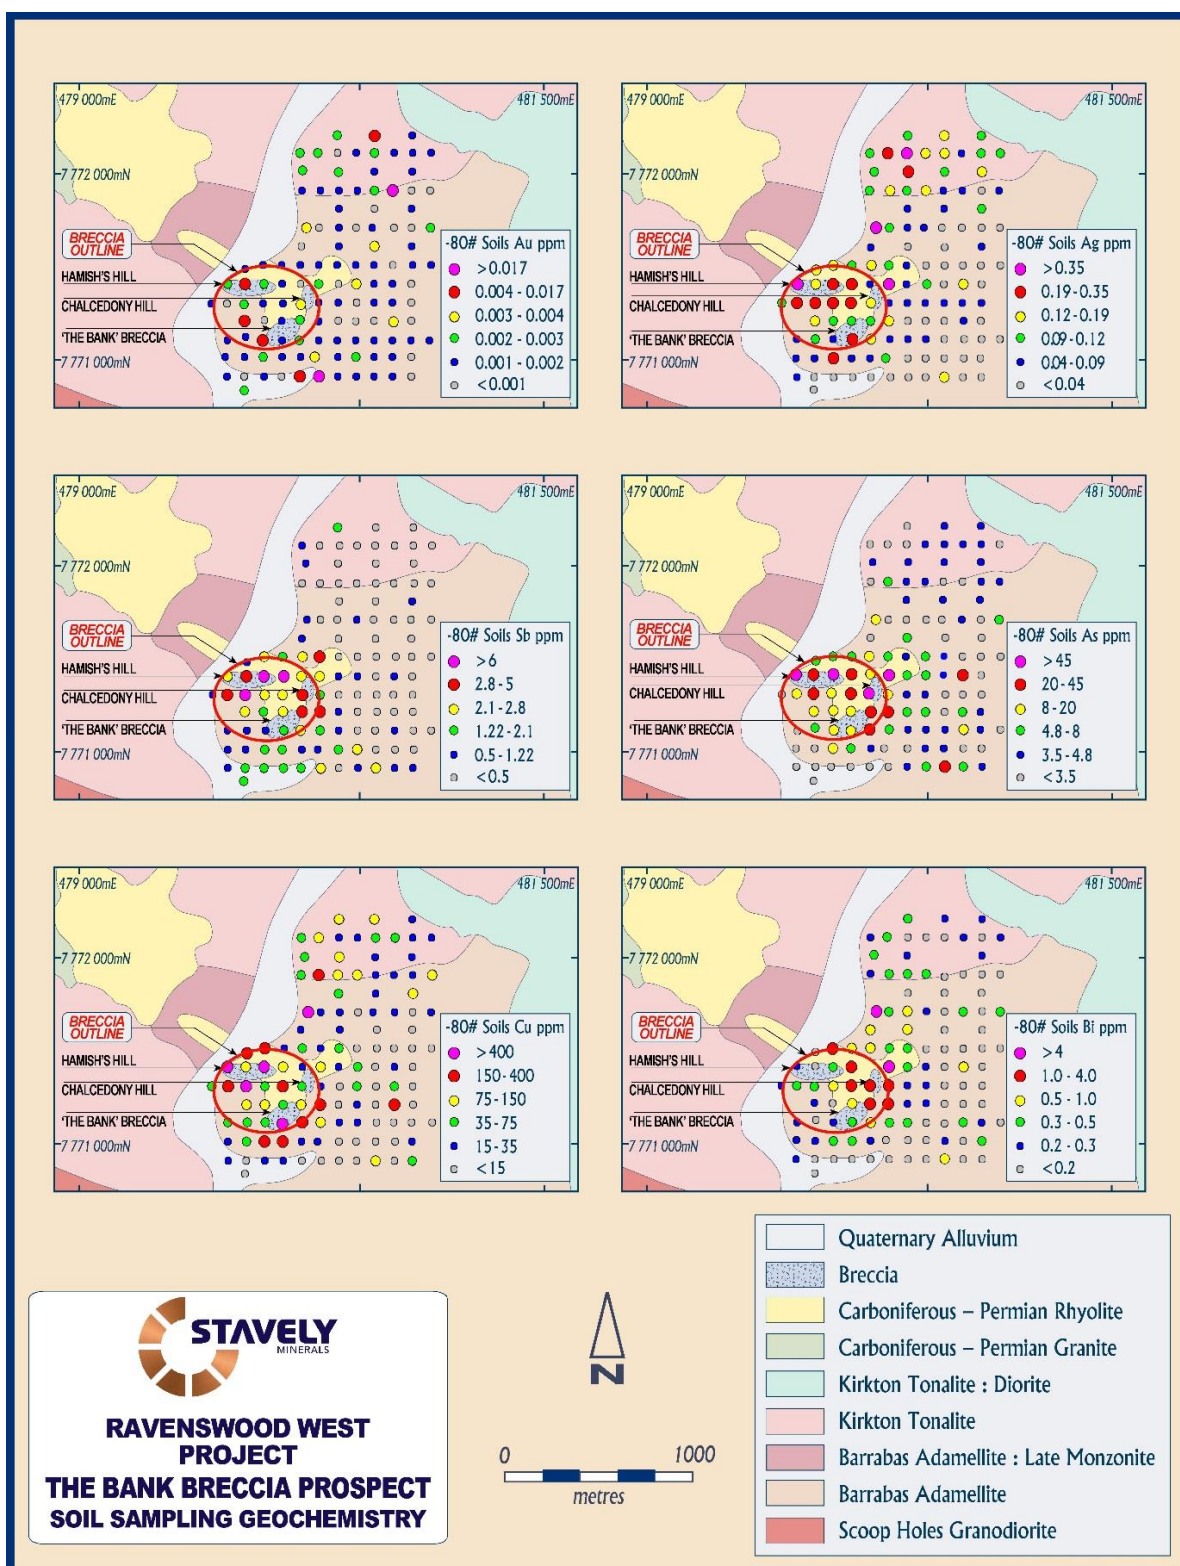 479 000mE
481 500mE
7 772 000mN
BRECCIA
OUTLINE
HAMISH'S HILL
CHALCEDONY HILL
'THE BANK' BRECCIA
7 771 000mN
-80# Soils Au ppm
>0.017
0.004 - 0.017
0.003 - 0.004
0.002 - 0.003
0.001 - 0.002
<0.001
479 000mE
481 500mE
7 772 000mN
BRECCIA
OUTLINE
HAMISH'S HILL
CHALCEDONY HILL
'THE BANK' BRECCIA
7 771 000mN
-80# Soils Ag ppm
>0.35
0.19-0.35
0.12-0.19
0.09-0.12
0.04-0.09
<0.04
479 000mE
481 500mE
7 772 000mN
BRECCIA
OUTLINE
HAMISH'S HILL
CHALCEDONY HILL
'THE BANK' BRECCIA
7 771 000mN
-80# Soils Sb ppm
>6
2.8 - 5
2.1 - 2.8
1.22 - 2.1
0.5 - 1.22
<0.5
479 000mE
481 500mE
7 772 000mN
BRECCIA
OUTLINE
HAMISH'S HILL
CHALCEDONY HILL
'THE BANK' BRECCIA
7 771 000mN
-80# Soils As ppm
>45
20 - 45
8 - 20
4.8 - 8
3.5 - 4.8
<3.5
479 000mE
481 500mE
7 772 000mN
BRECCIA
OUTLINE
HAMISH'S HILL
CHALCEDONY HILL
'THE BANK' BRECCIA
7 771 000mN
-80# Soils Cu ppm
>400
150 - 400
75 - 150
35 - 75
15 - 35
<15
479 000mE
481 500mE
7 772 000mN
BRECCIA
OUTLINE
HAMISH'S HILL
CHALCEDONY HILL
'THE BANK' BRECCIA
7 771 000mN
-80# Soils Bi ppm
>4
1.0 - 4.0
0.5 - 1.0
0.3 - 0.5
0.2 - 0.3
<0.2
STAVELY
MINERALS
RAVENSWOOD WEST
PROJECT
THE BANK BRECCIA PROSPECT
SOIL SAMPLING GEOCHEMISTRY
N
0 1000
metres
Quaternary Alluvium
Breccia
Carboniferous – Permian Rhyolite
Carboniferous – Permian Granite
Kirkton Tonalite : Diorite
Kirkton Tonalite
Barrabas Adamellite : Late Monzonite
Barrabas Adamellite
Scoop Holes Granodiorite